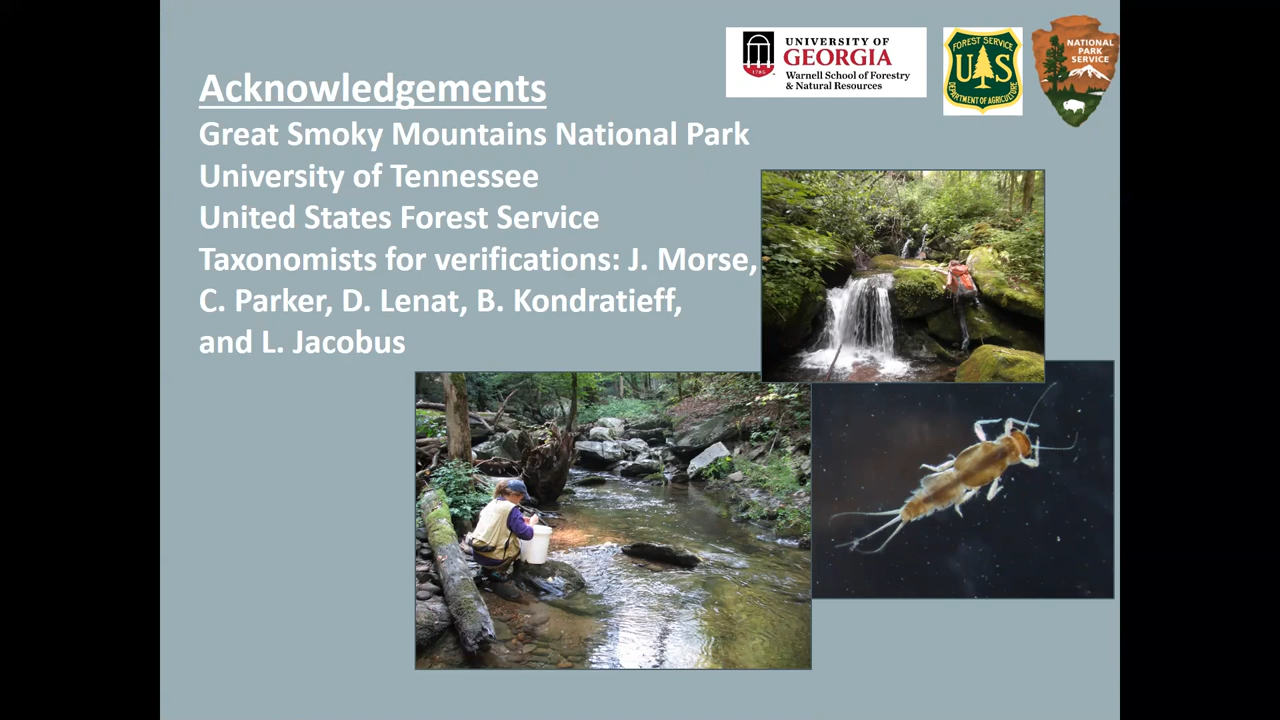 UNIVERSITY OF
GEORGIA
1785
Warnell School of Forestry
& Natural Resources
FOREST SERVICE
US
DEPARTMENT OF AGRICULTURE
NATIONAL
PARK
SERVICE
Acknowledgements
Great Smoky Mountains National Park
University of Tennessee
United States Forest Service
Taxonomists for verifications: J. Morse,
C. Parker, D. Lenat, B. Kondratieff,
and L. Jacobus